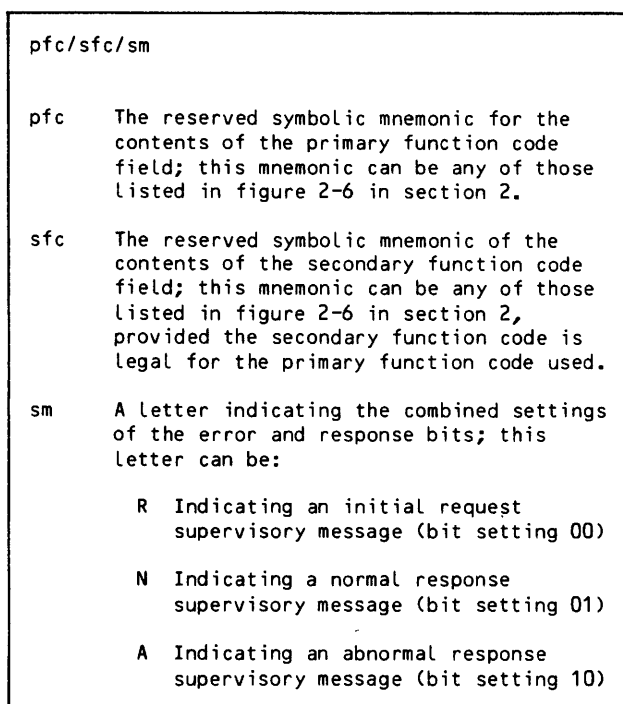 pfc/sfc/sm
pfc The reserved symbolic mnemonic for the
contents of the primary function code
field; this mnemonic can be any of those
listed in figure 2-6 in section 2.
sfc The reserved symbolic mnemonic of the
contents of the secondary function code
field; this mnemonic can be any of those
listed in figure 2-6 in section 2,
provided the secondary function code is
legal for the primary function code used.
sm A letter indicating the combined settings
of the error and response bits; this
letter can be:
R Indicating an initial request
supervisory message (bit setting 00)
N Indicating a normal response
supervisory message (bit setting 01)
A Indicating an abnormal response
supervisory message (bit setting 10)